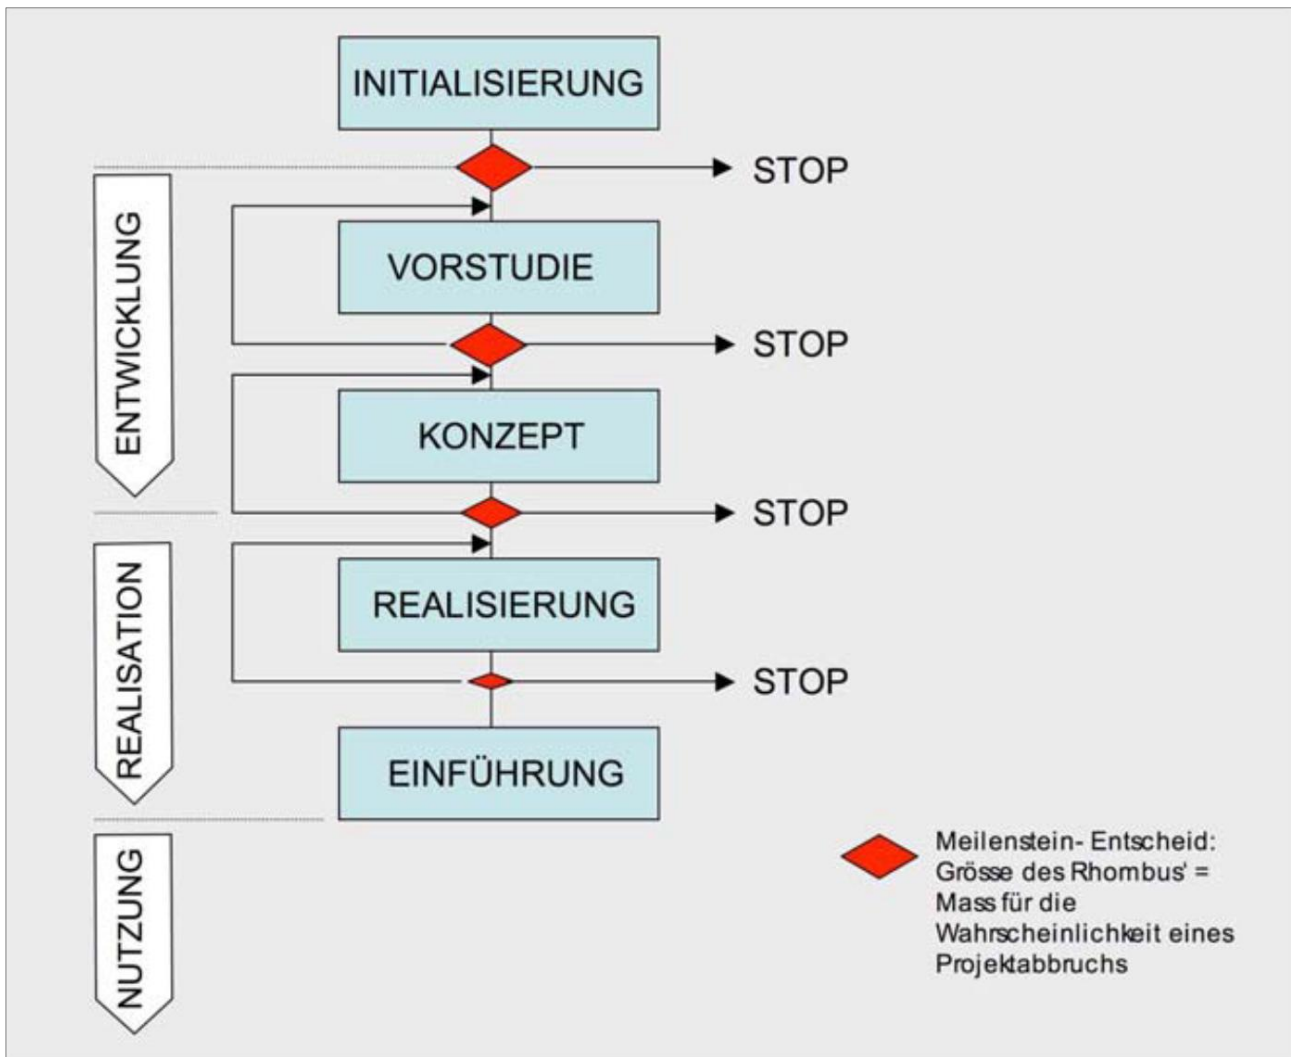 INITIALISIERUNG
STOP
ENTWICKLUNG
VORSTUDIE
STOP
KONZEPT
STOP
REALISATION
REALISIERUNG
STOP
EINFÜHRUNG
NUTZUNG
Meilenstein- Entscheid:
Grösse des Rhombus' =
Mass für die
Wahrscheinlichkeit eines
Projektabbruchs